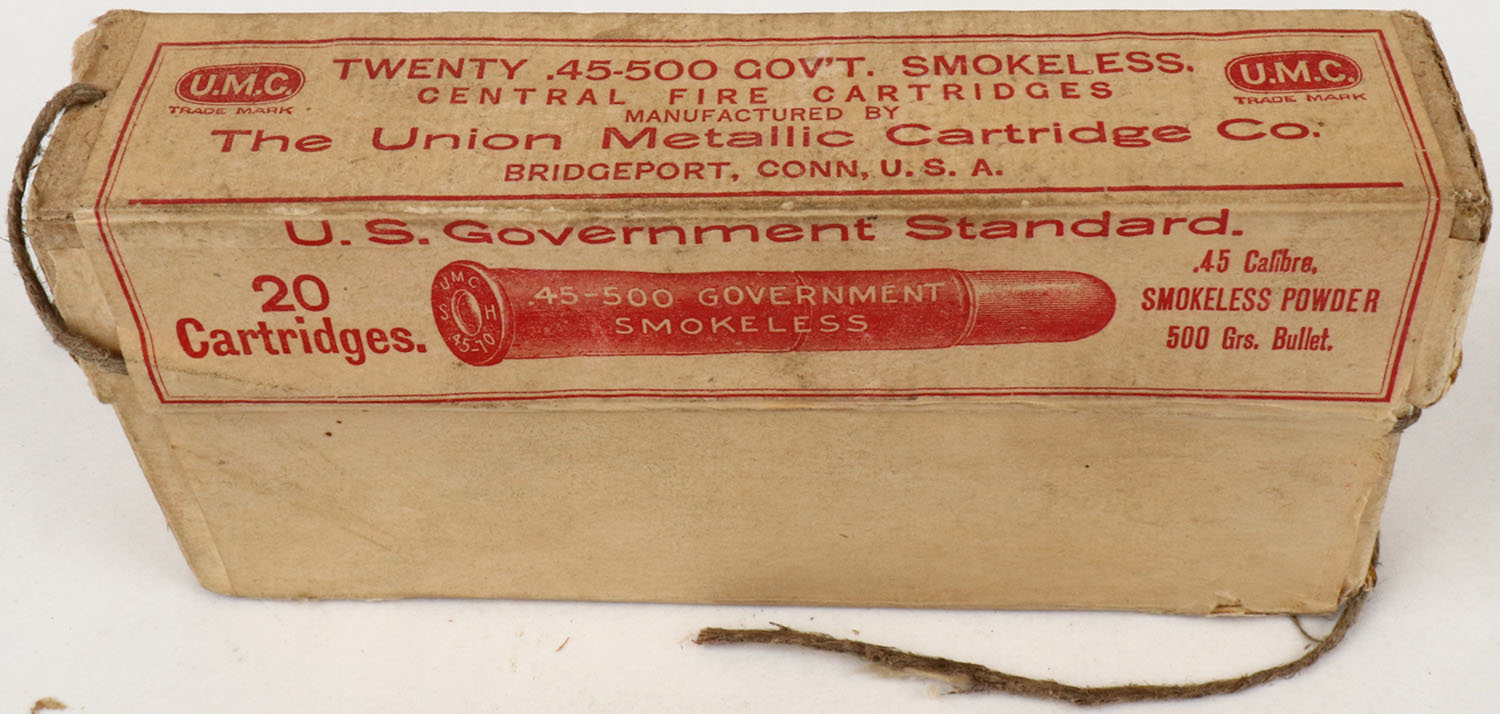 U.M.C.
TRADE MARK
TWENTY .45-500 GOV'T. SMOKELESS.
CENTRAL FIRE CARTRIDGES
MANUFACTURED BY
The Union Metallic Cartridge Co.
BRIDGEPORT, CONN, U. S. A.
U.M.C.
TRADE MARK
U. S. Government Standard.
20
Cartridges.
UMC
S H
.45-70
.45-500 GOVERNMENT
SMOKELESS
.45 Calibre,
SMOKELESS POWDER
500 Grs. Bullet.